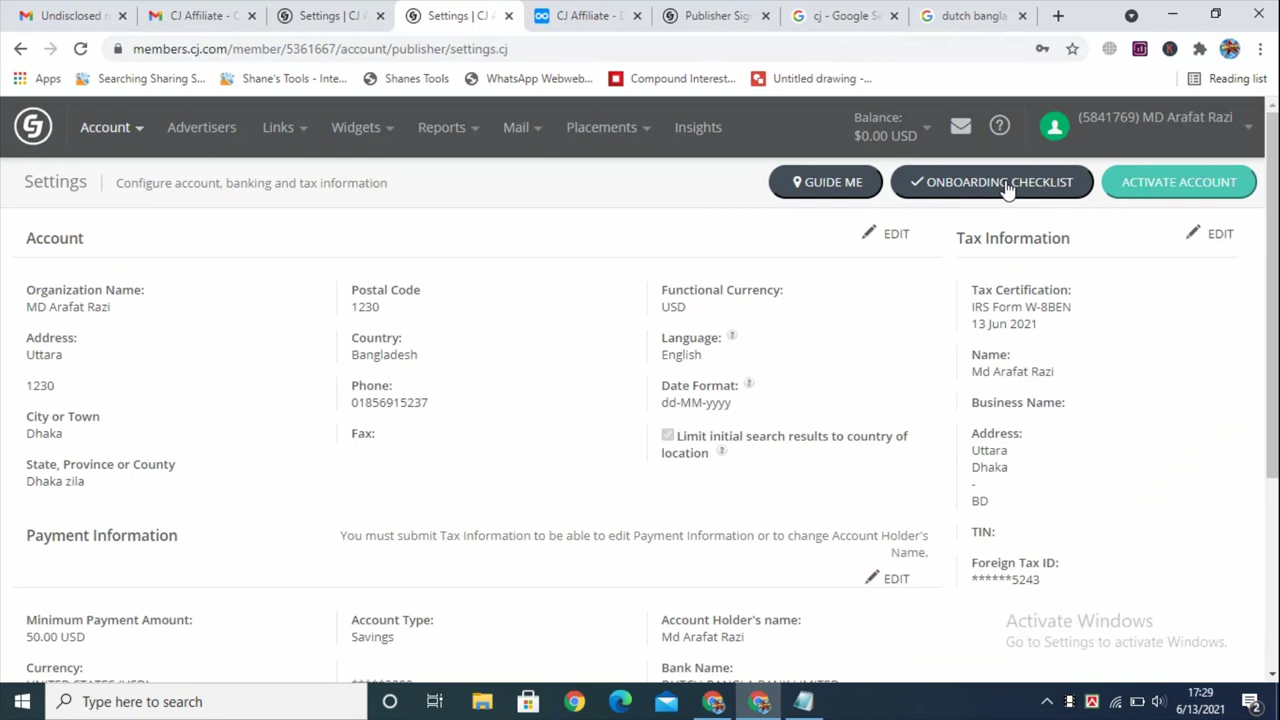 Undisclosed n
CJ Affiliate - C
Settings | CJ A
Settings | CJ A
CJ Affiliate - D
Publisher Sig
cj - Google Se
dutch bangla
members.cj.com/member/5361667/account/publisher/settings.cj
Apps
Searching Sharing S...
Shane's Tools - Inte...
Shanes Tools
WhatsApp Webweb...
Compound Interest...
Untitled drawing -...
Reading list
Account
Advertisers
Links
Widgets
Reports
Mail
Placements
Insights
Balance:
$0.00 USD
(5841769) MD Arafat Razi
Settings
Configure account, banking and tax information
GUIDE ME
ONBOARDING CHECKLIST
ACTIVATE ACCOUNT
Account
EDIT
Organization Name:
MD Arafat Razi
Address:
Uttara
1230
City or Town
Dhaka
State, Province or County
Dhaka zila
Postal Code
1230
Country:
Bangladesh
Phone:
01856915237
Fax:
Functional Currency:
USD
Language:
English
Date Format:
dd-MM-yyyy
Limit initial search results to country of
location
Tax Information
EDIT
Tax Certification:
IRS Form W-8BEN
13 Jun 2021
Name:
Md Arafat Razi
Business Name:
Address:
Uttara
Dhaka
-
BD
TIN:
Foreign Tax ID:
******5243
Payment Information
You must submit Tax Information to be able to edit Payment Information or to change Account Holder's
Name.
EDIT
Minimum Payment Amount:
50.00 USD
Currency:
UNITED STATES (USD)
Account Type:
Savings
Account Holder's name:
Md Arafat Razi
Bank Name:
DUTCH-BANGLA BANK LIMITED
Activate Windows
Go to Settings to activate Windows.
Type here to search
17:29
6/13/2021
2